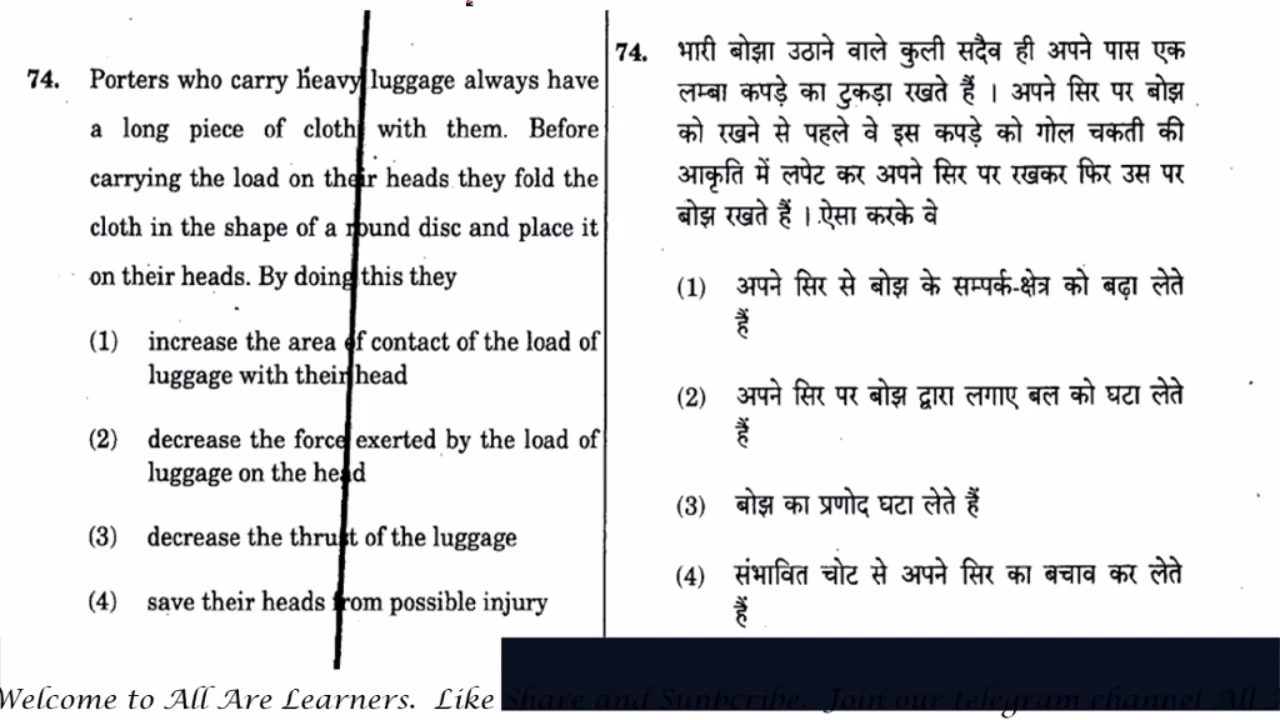 74. Porters who carry heavy luggage always have
a long piece of cloth with them. Before
carrying the load on their heads they fold the
cloth in the shape of a round disc and place it
on their heads. By doing this they
(1) increase the area of contact of the load of
luggage with their head
(2) decrease the force exerted by the load of
luggage on the head
(3) decrease the thrust of the luggage
(4) save their heads from possible injury
74. भारी बोझा उठाने वाले कुली सदैव ही अपने पास एक
लम्बा कपड़े का टुकड़ा रखते हैं । अपने सिर पर बोझ
को रखने से पहले वे इस कपड़े को गोल चकती की
आकृति में लपेट कर अपने सिर पर रखकर फिर उस पर
बोझ रखते हैं । ऐसा करके वे
(1) अपने सिर से बोझ के सम्पर्क-क्षेत्र को बढ़ा लेते
हैं
(2) अपने सिर पर बोझ द्वारा लगाए बल को घटा लेते
हैं
(3) बोझ का प्रणोद घटा लेते हैं
(4) संभावित चोट से अपने सिर का बचाव कर लेते
हैं
Welcome to All Are Learners. Like Share and Sunbcribe. Join our telegram channel All